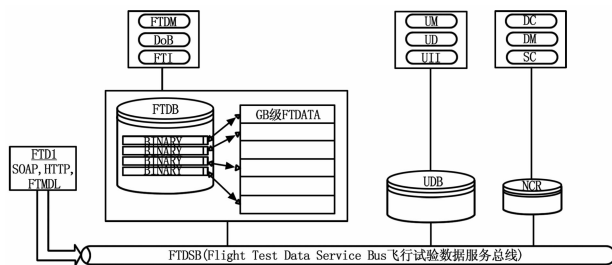 FTDM
DoB
FTI
UM
UD
UII
DC
DM
SC
FTDB
GB级FTDATA
BINARY
BINARY
BINARY
BINARY
FTD1
SOAP,HTTP,
FTMDL
UDB
NCR
FTDSB(Flight Test Data Service Bus飞行试验数据服务总线)